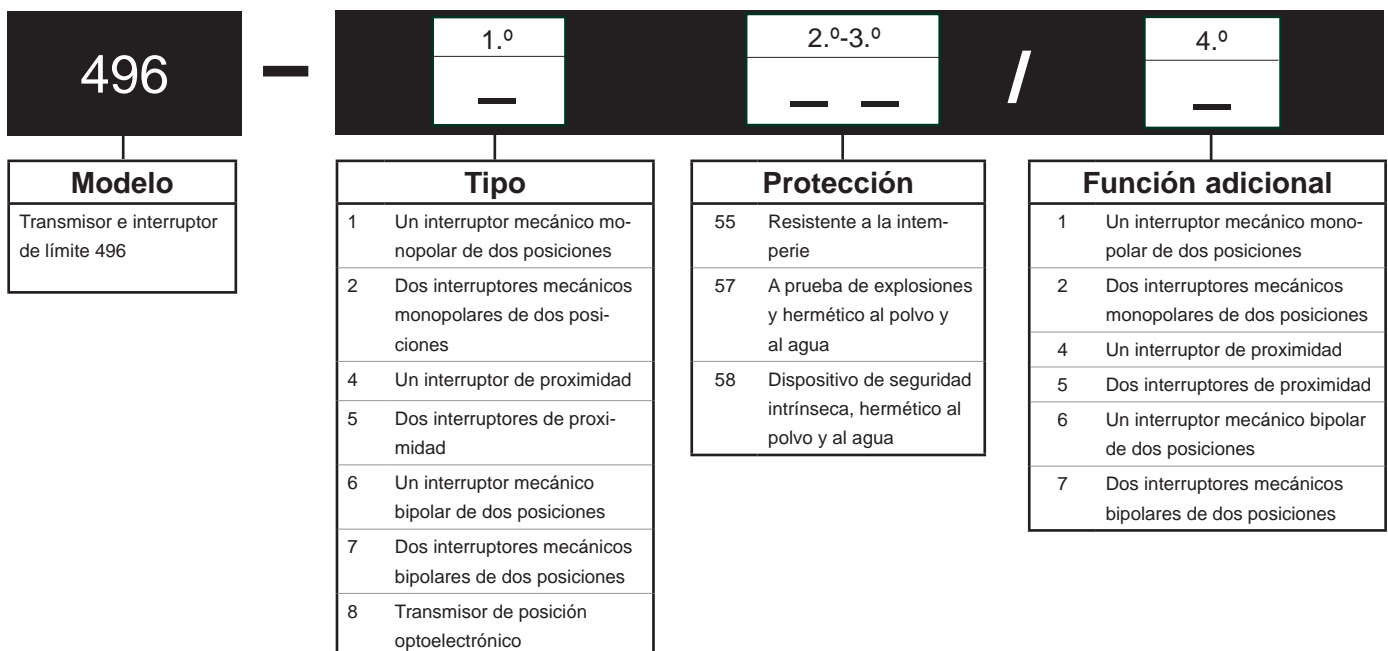 496
–
1.º
_
2.º-3.º
_ _
/
4.º
_
Modelo
Transmisor e interruptor
de límite 496
Tipo
1 Un interruptor mecánico mo-
nopolar de dos posiciones
2 Dos interruptores mecánicos
monopolares de dos posi-
ciones
4 Un interruptor de proximidad
5 Dos interruptores de proxi-
midad
6 Un interruptor mecánico
bipolar de dos posiciones
7 Dos interruptores mecánicos
bipolares de dos posiciones
8 Transmisor de posición
optoelectrónico
Protección
55 Resistente a la intem-
perie
57 A prueba de explosiones
y hermético al polvo y
al agua
58 Dispositivo de seguridad
intrínseca, hermético al
polvo y al agua
Función adicional
1 Un interruptor mecánico mono-
polar de dos posiciones
2 Dos interruptores mecánicos
monopolares de dos posiciones
4 Un interruptor de proximidad
5 Dos interruptores de proximidad
6 Un interruptor mecánico bipolar
de dos posiciones
7 Dos interruptores mecánicos
bipolares de dos posiciones